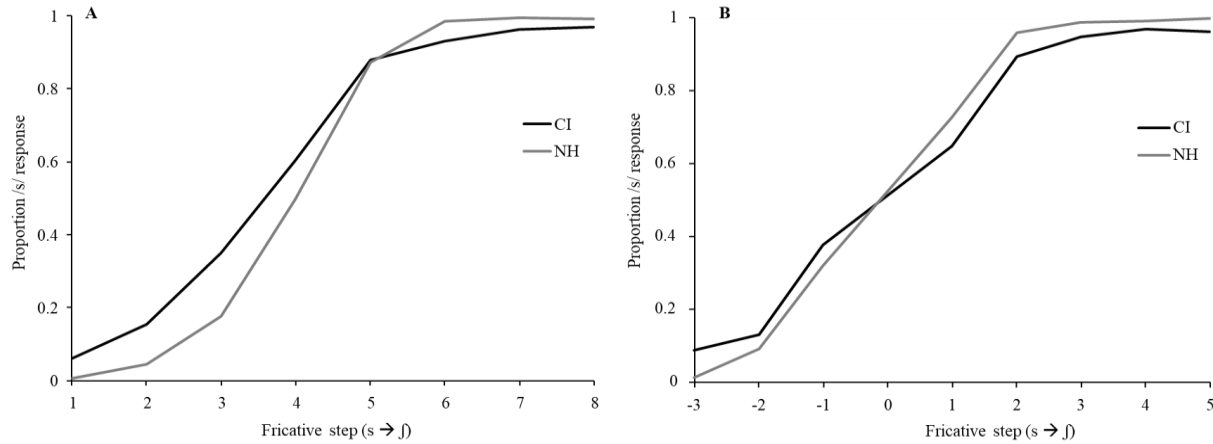 A
Proportion /s/ response
1
0.8
0.6
0.4
0.2
0
CI
NH
1 2 3 4 5 6 7 8
Fricative step (s → ʃ)
B
Proportion /s/ response
1
0.8
0.6
0.4
0.2
0
CI
NH
-3 -2 -1 0 1 2 3 4 5
Fricative step (s → ʃ)